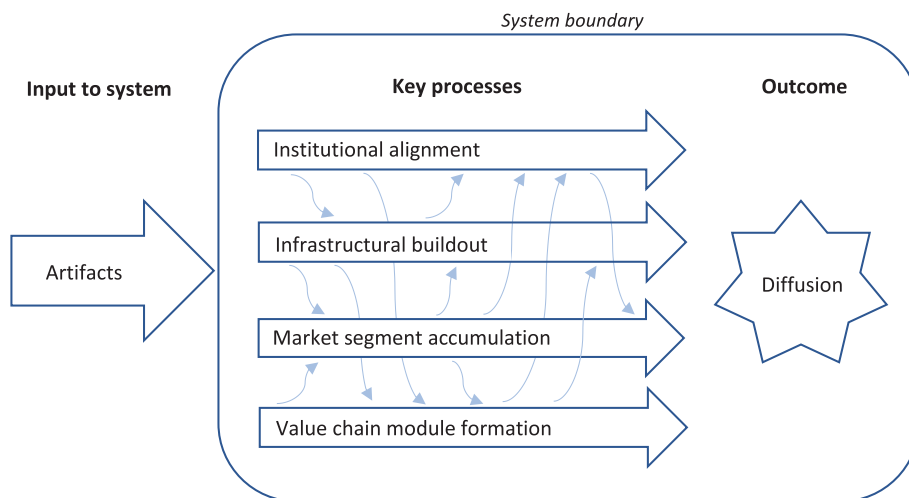 System boundary
Input to system
Key processes
Outcome
Institutional alignment
Infrastructural buildout
Artifacts
Diffusion
Market segment accumulation
Value chain module formation